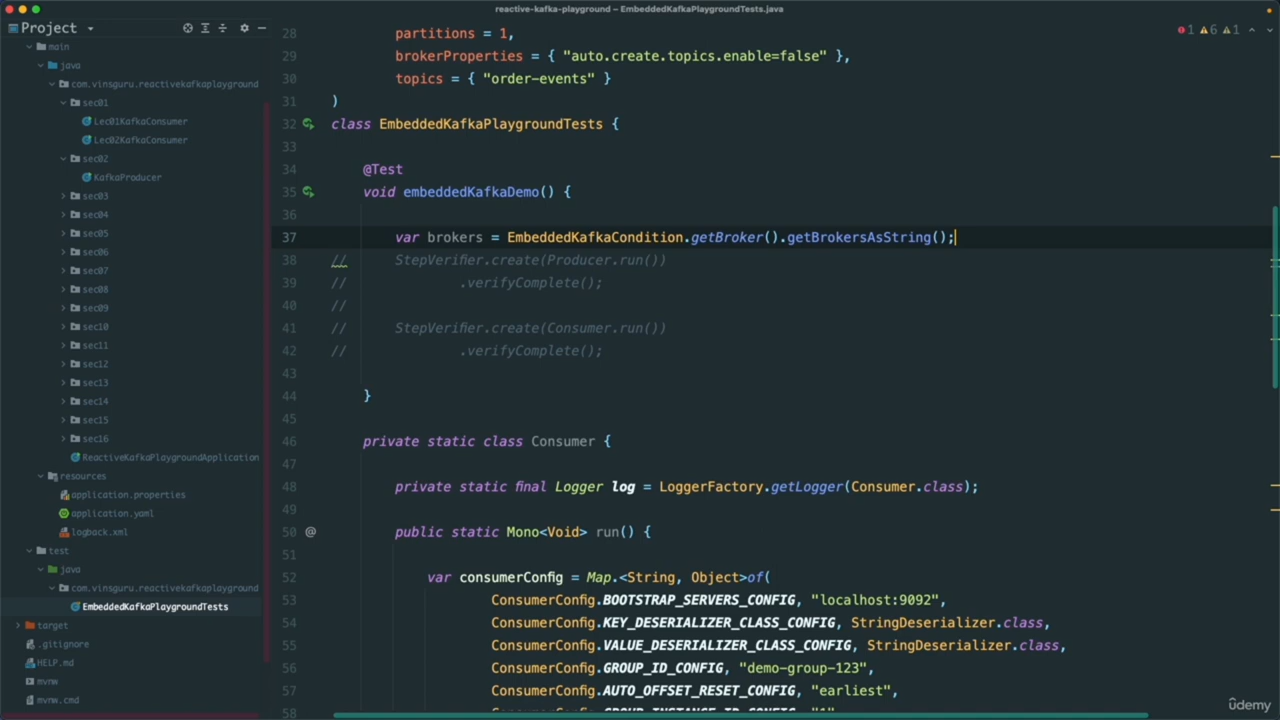 reactive-kafka-playground – EmbeddedKafkaPlaygroundTests.java
Project
main
java
com.vinsguru.reactivekafkaplayground
sec01
Lec01KafkaConsumer
Lec02KafkaConsumer
sec02
KafkaProducer
sec03
sec04
sec05
sec06
sec07
sec08
sec09
sec10
sec11
sec12
sec13
sec14
sec15
sec16
ReactiveKafkaPlaygroundApplication
resources
application.properties
application.yaml
logback.xml
test
java
com.vinsguru.reactivekafkaplayground
EmbeddedKafkaPlaygroundTests
target
.gitignore
HELP.md
mvnw
mvnw.cmd
1 6 1
28 partitions = 1,
29 brokerProperties = { "auto.create.topics.enable=false" },
30 topics = { "order-events" }
31 )
32 class EmbeddedKafkaPlaygroundTests {
33
34 @Test
35 void embeddedKafkaDemo() {
36
37 var brokers = EmbeddedKafkaCondition.getBroker().getBrokersAsString();
38 // StepVerifier.create(Producer.run())
39 // .verifyComplete();
40 //
41 // StepVerifier.create(Consumer.run())
42 // .verifyComplete();
43
44 }
45
46 private static class Consumer {
47
48 private static final Logger log = LoggerFactory.getLogger(Consumer.class);
49
50 @ public static Mono<Void> run() {
51
52 var consumerConfig = Map.<String, Object>of(
53 ConsumerConfig.BOOTSTRAP_SERVERS_CONFIG, "localhost:9092",
54 ConsumerConfig.KEY_DESERIALIZER_CLASS_CONFIG, StringDeserializer.class,
55 ConsumerConfig.VALUE_DESERIALIZER_CLASS_CONFIG, StringDeserializer.class,
56 ConsumerConfig.GROUP_ID_CONFIG, "demo-group-123",
57 ConsumerConfig.AUTO_OFFSET_RESET_CONFIG, "earliest",
58 ConsumerConfig.GROUP_INSTANCE_ID_CONFIG, "1"
ûdemy